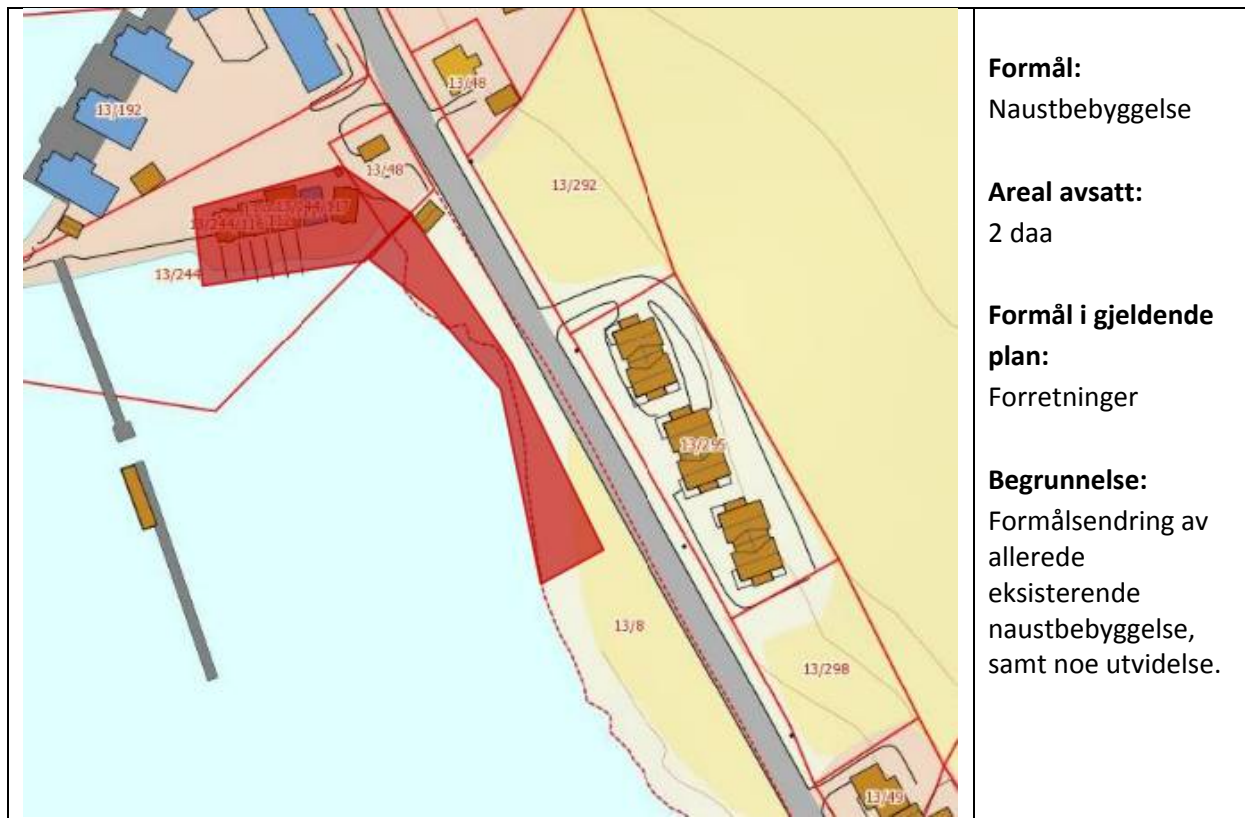 13/48
13/192
13/48
13/292
13/244
13/295
13/8
13/298
13/49
Formål:
Naustbebyggelse
Areal avsatt:
2 daa
Formål i gjeldende
plan:
Forretninger
Begrunnelse:
Formålsendring av
allerede
eksisterende
naustbebyggelse,
samt noe utvidelse.